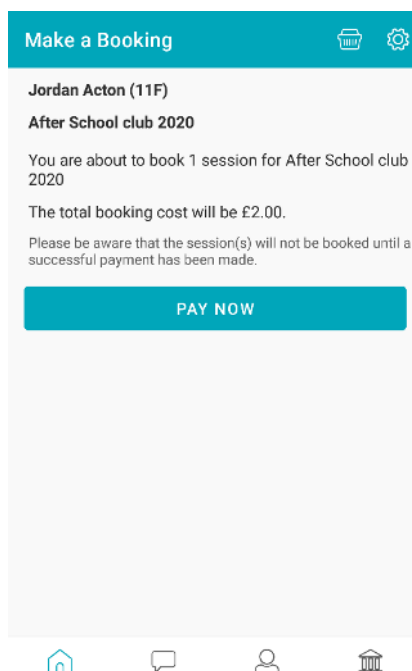 Make a Booking
Jordan Acton (11F)
After School club 2020
You are about to book 1 session for After School club
2020
The total booking cost will be £2.00.
Please be aware that the session(s) will not be booked until a
successful payment has been made.
PAY NOW